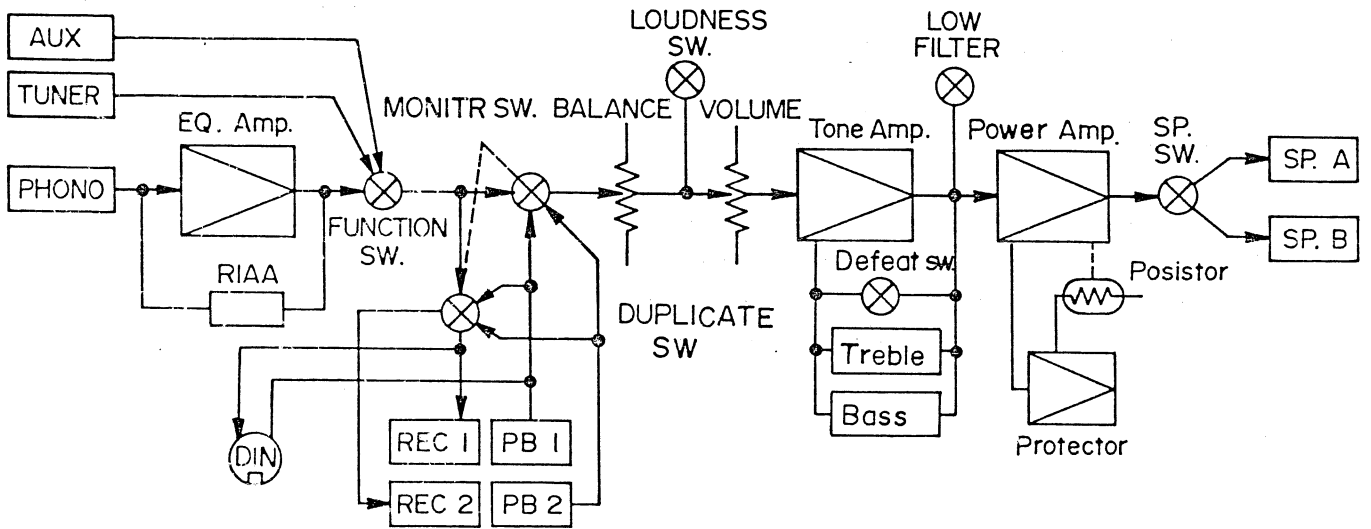 AUX
TUNER
PHONO
EQ. Amp.
RIAA
FUNCTION
SW.
MONITR SW.
BALANCE
LOUDNESS
SW.
VOLUME
Tone Amp.
LOW
FILTER
Power Amp.
SP.
SW.
SP. A
SP. B
DUPLICATE
SW
Defeat sw.
Treble
Bass
Posistor
Protecter
DIN
REC 1
PB 1
REC 2
PB 2